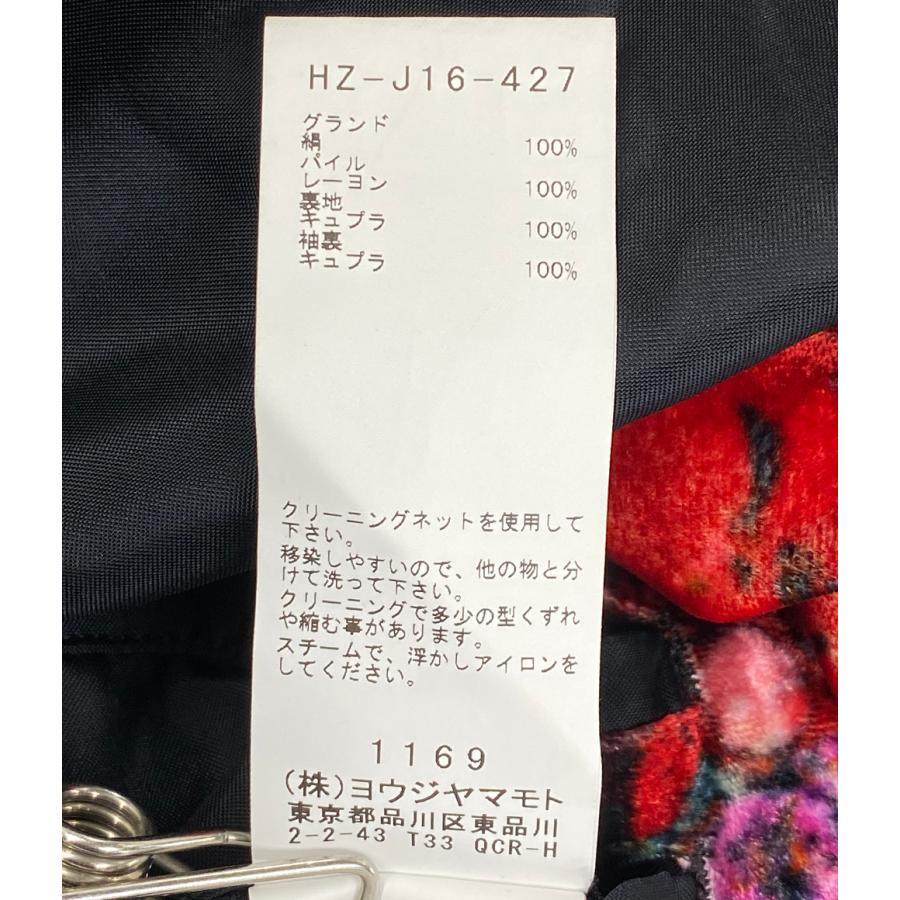 HZ-J16-427
グランド
絹 100%
パイル
レーヨン 100%
裏地
キュプラ 100%
袖裏
キュプラ 100%
クリーニングネットを使用して
下さい。
移染しやすいので、他の物と分
けて洗って下さい。
クリーニングで多少の型くずれ
や縮む事があります。
スチームで、浮かしアイロンを
してください。
1169
(株)ヨウジヤマモト
東京都品川区東品川
2-2-43 T33 QCR-H